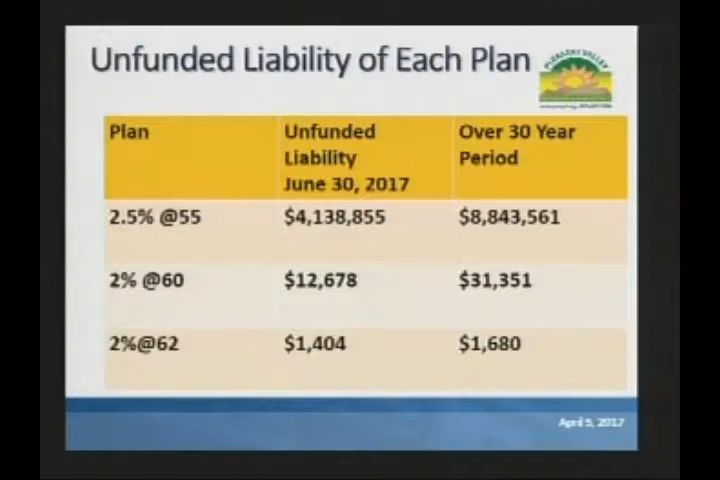 Unfunded Liability of Each Plan
PLEASANT VALLEY
Plan
Unfunded
Liability
June 30, 2017
Over 30 Year
Period
2.5% @55
$4,138,855
$8,843,561
2% @60
$12,678
$31,351
2%@62
$1,404
$1,680
April 5, 2017